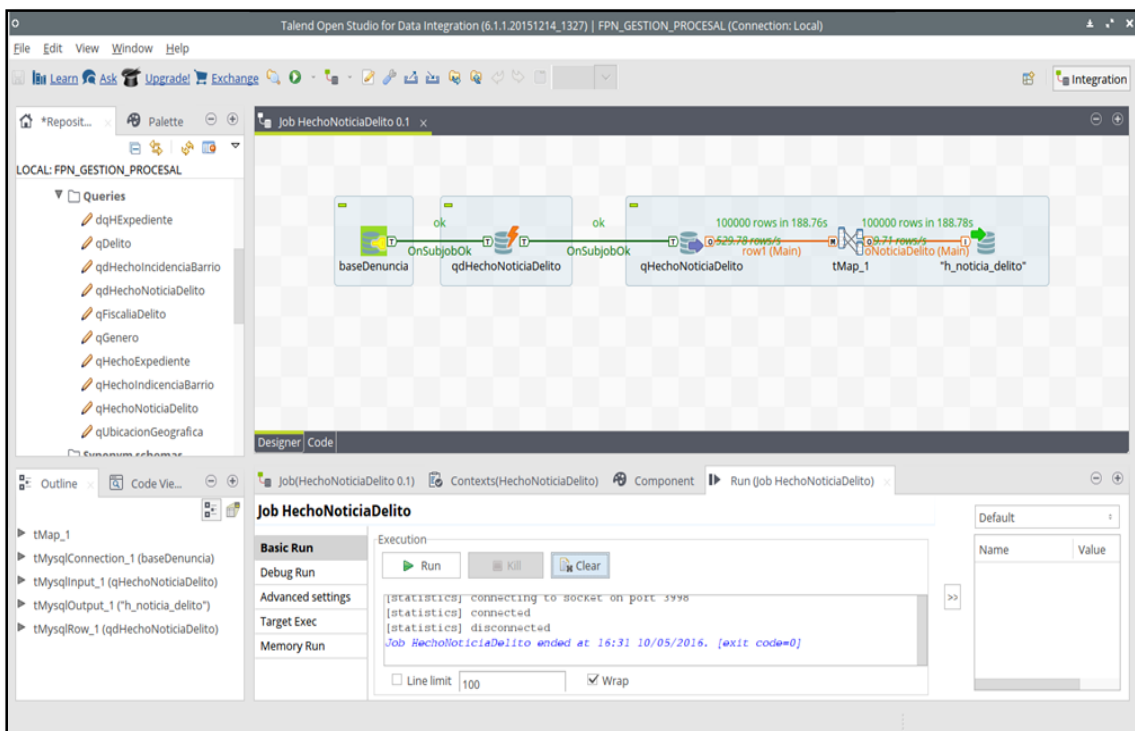 Talend Open Studio for Data Integration (6.1.1.20151214_1327) | FPN_GESTION_PROCESAL (Connection: Local)
File Edit View Window Help
Learn Ask Upgrade! Exchange Integration
*Reposit... Palette
LOCAL: FPN_GESTION_PROCESAL
Queries
dqHExpediente
qDelito
qdHechoIncidenciaBarrio
qdHechoNoticiaDelito
qFiscaliaDelito
qGenero
qHechoExpediente
qHechoIndicenciaBarrio
qHechoNoticiaDelito
qUbicacionGeografica
Synonym schemas
Job HechoNoticiaDelito 0.1
ok ok 100000 rows in 188.76s 100000 rows in 188.78s
529.78 rows/s
OnSubjobOk OnSubjobOk row1 (Main) oNoticiaDelito (Main)
baseDenuncia qdHechoNoticiaDelito qHechoNoticiaDelito tMap_1 "h_noticia_delito"
Designer Code
Outline Code Vie...
tMap_1
tMysqlConnection_1 (baseDenuncia)
tMysqlInput_1 (qHechoNoticiaDelito)
tMysqlOutput_1 ("h_noticia_delito")
tMysqlRow_1 (qdHechoNoticiaDelito)
Job(HechoNoticiaDelito 0.1) Contexts(HechoNoticiaDelito) Component Run (Job HechoNoticiaDelito)
Job HechoNoticiaDelito
Basic Run
Debug Run
Advanced settings
Target Exec
Memory Run
Execution
Run Kill Clear
[statistics] connecting to socket on port 3998
[statistics] connected
[statistics] disconnected
Job HechoNoticiaDelito ended at 16:31 10/05/2016. [exit code=0]
Line limit 100 Wrap
>>
Default
Name Value